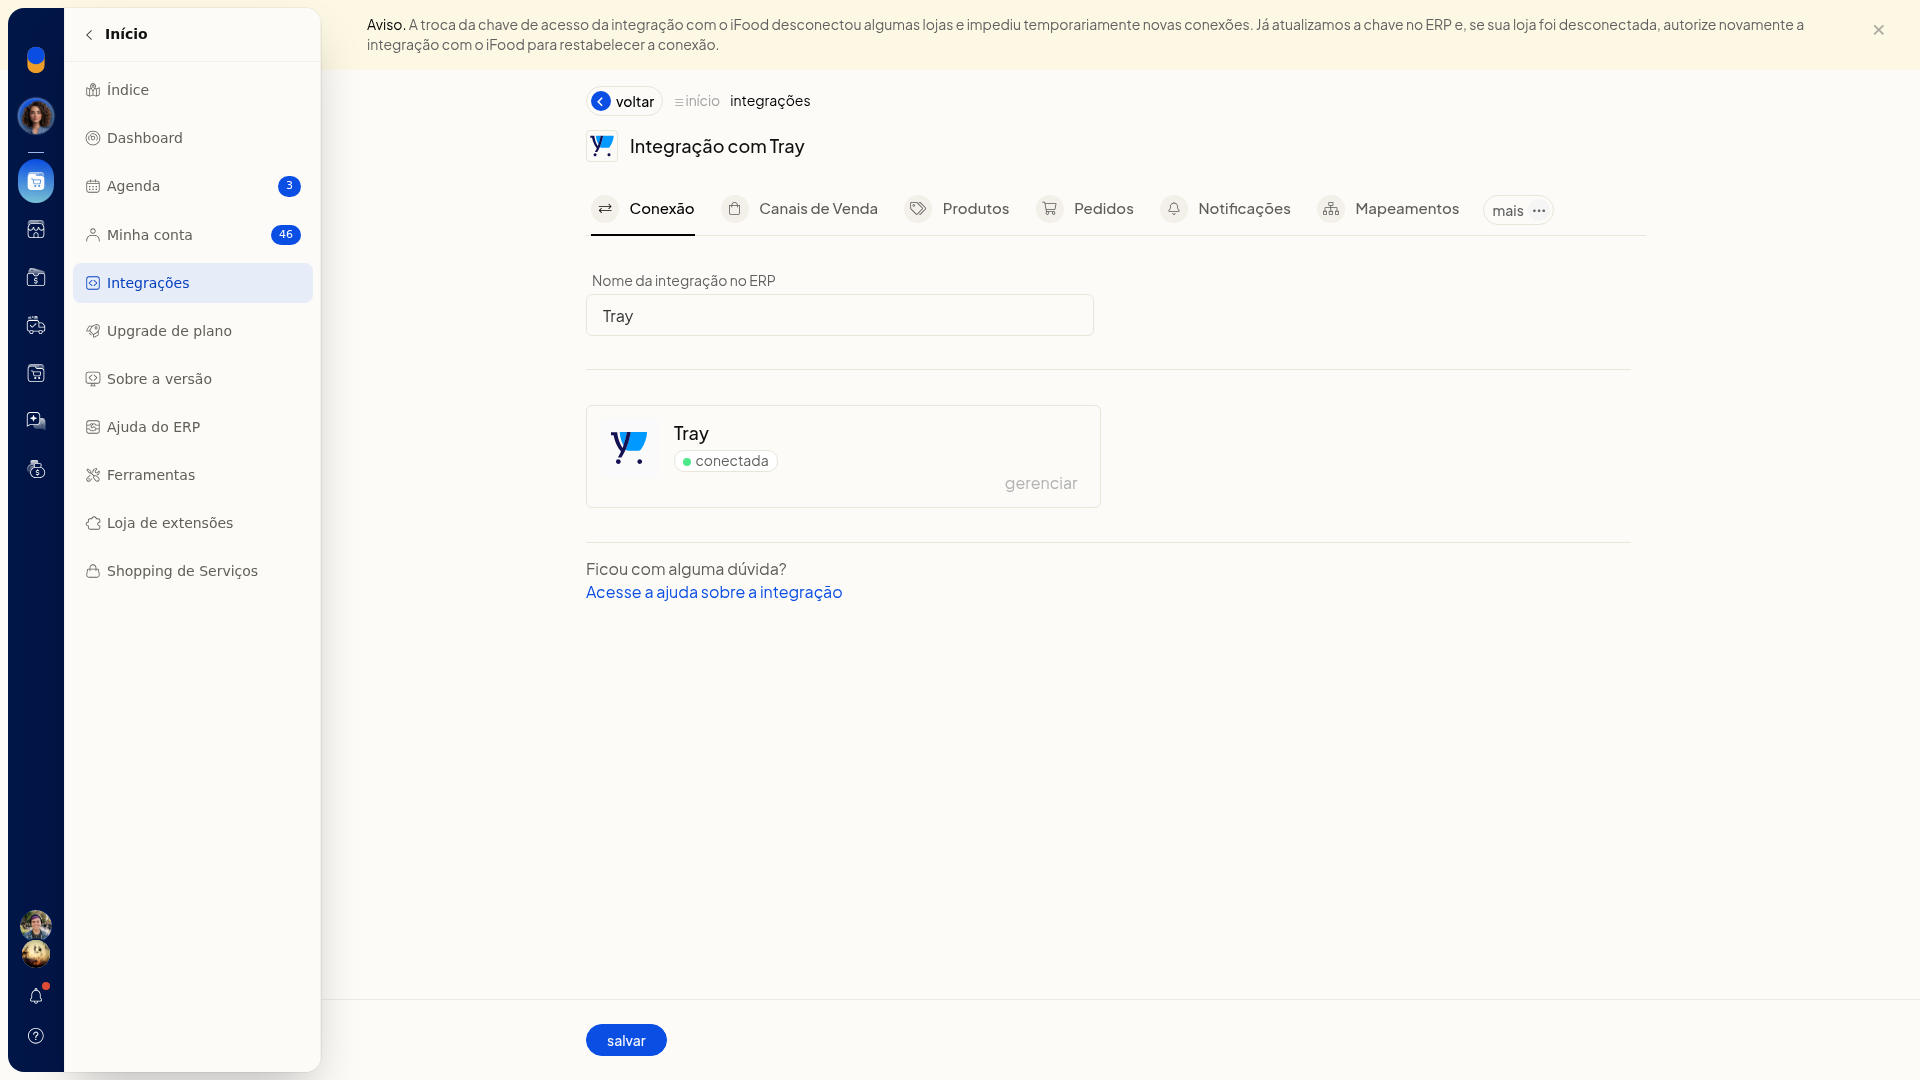 Início
Índice
Dashboard
Agenda 3
Minha conta 46
Integrações
Upgrade de plano
Sobre a versão
Ajuda do ERP
Ferramentas
Loja de extensões
Shopping de Serviços
Aviso. A troca da chave de acesso da integração com o iFood desconectou algumas lojas e impediu temporariamente novas conexões. Já atualizamos a chave no ERP e, se sua loja foi desconectada, autorize novamente a
integração com o iFood para restabelecer a conexão.
voltar início integrações
Integração com Tray
Conexão Canais de Venda Produtos Pedidos Notificações Mapeamentos mais
Nome da integração no ERP
Tray
Tray
conectada
gerenciar
Ficou com alguma dúvida?
Acesse a ajuda sobre a integração
salvar